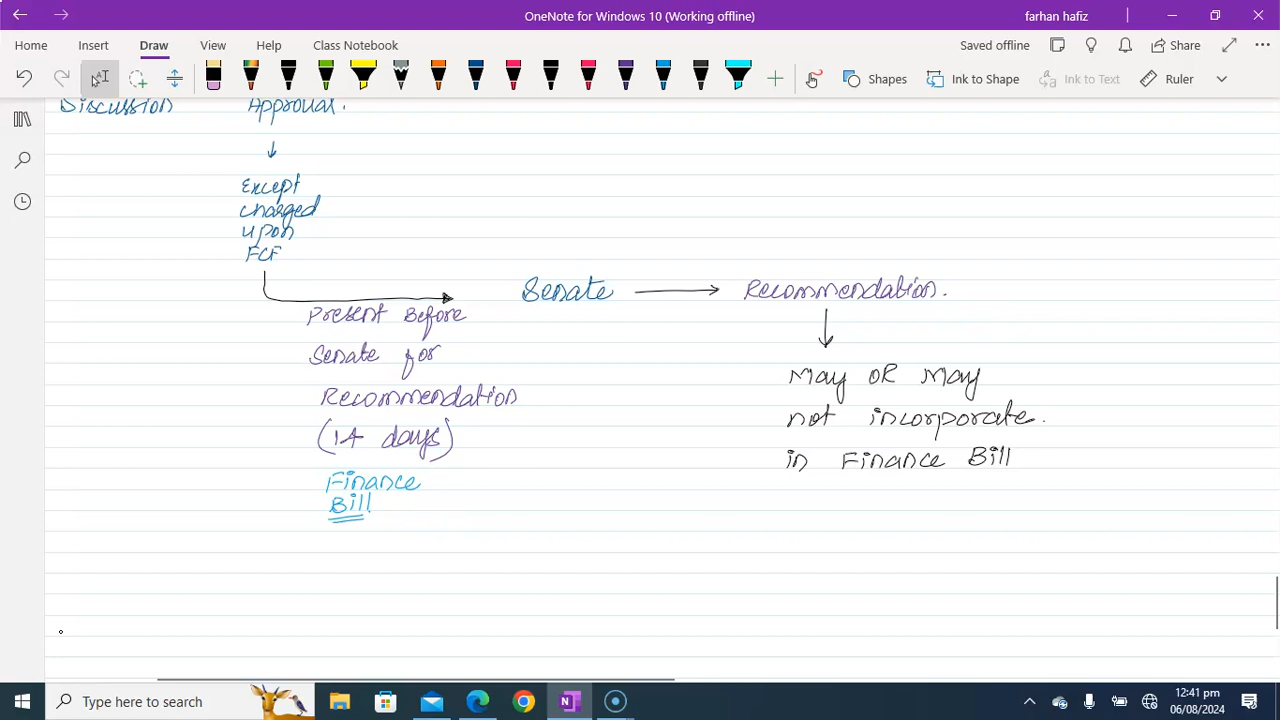 OneNote for Windows 10 (Working offline)
farhan hafiz
Home
Insert
Draw
View
Help
Class Notebook
Saved offline
Share
Shapes
Ink to Shape
Ink to Text
Ruler
Discussion
Approval.
Except
charged
upon
FCF
Present Before
Senate for
Recommendation
(14 days)
Finance
Bill.
Senate
Recommendation.
May OR May
not incorporate.
in Finance Bill
Type here to search
12:41 pm
06/08/2024